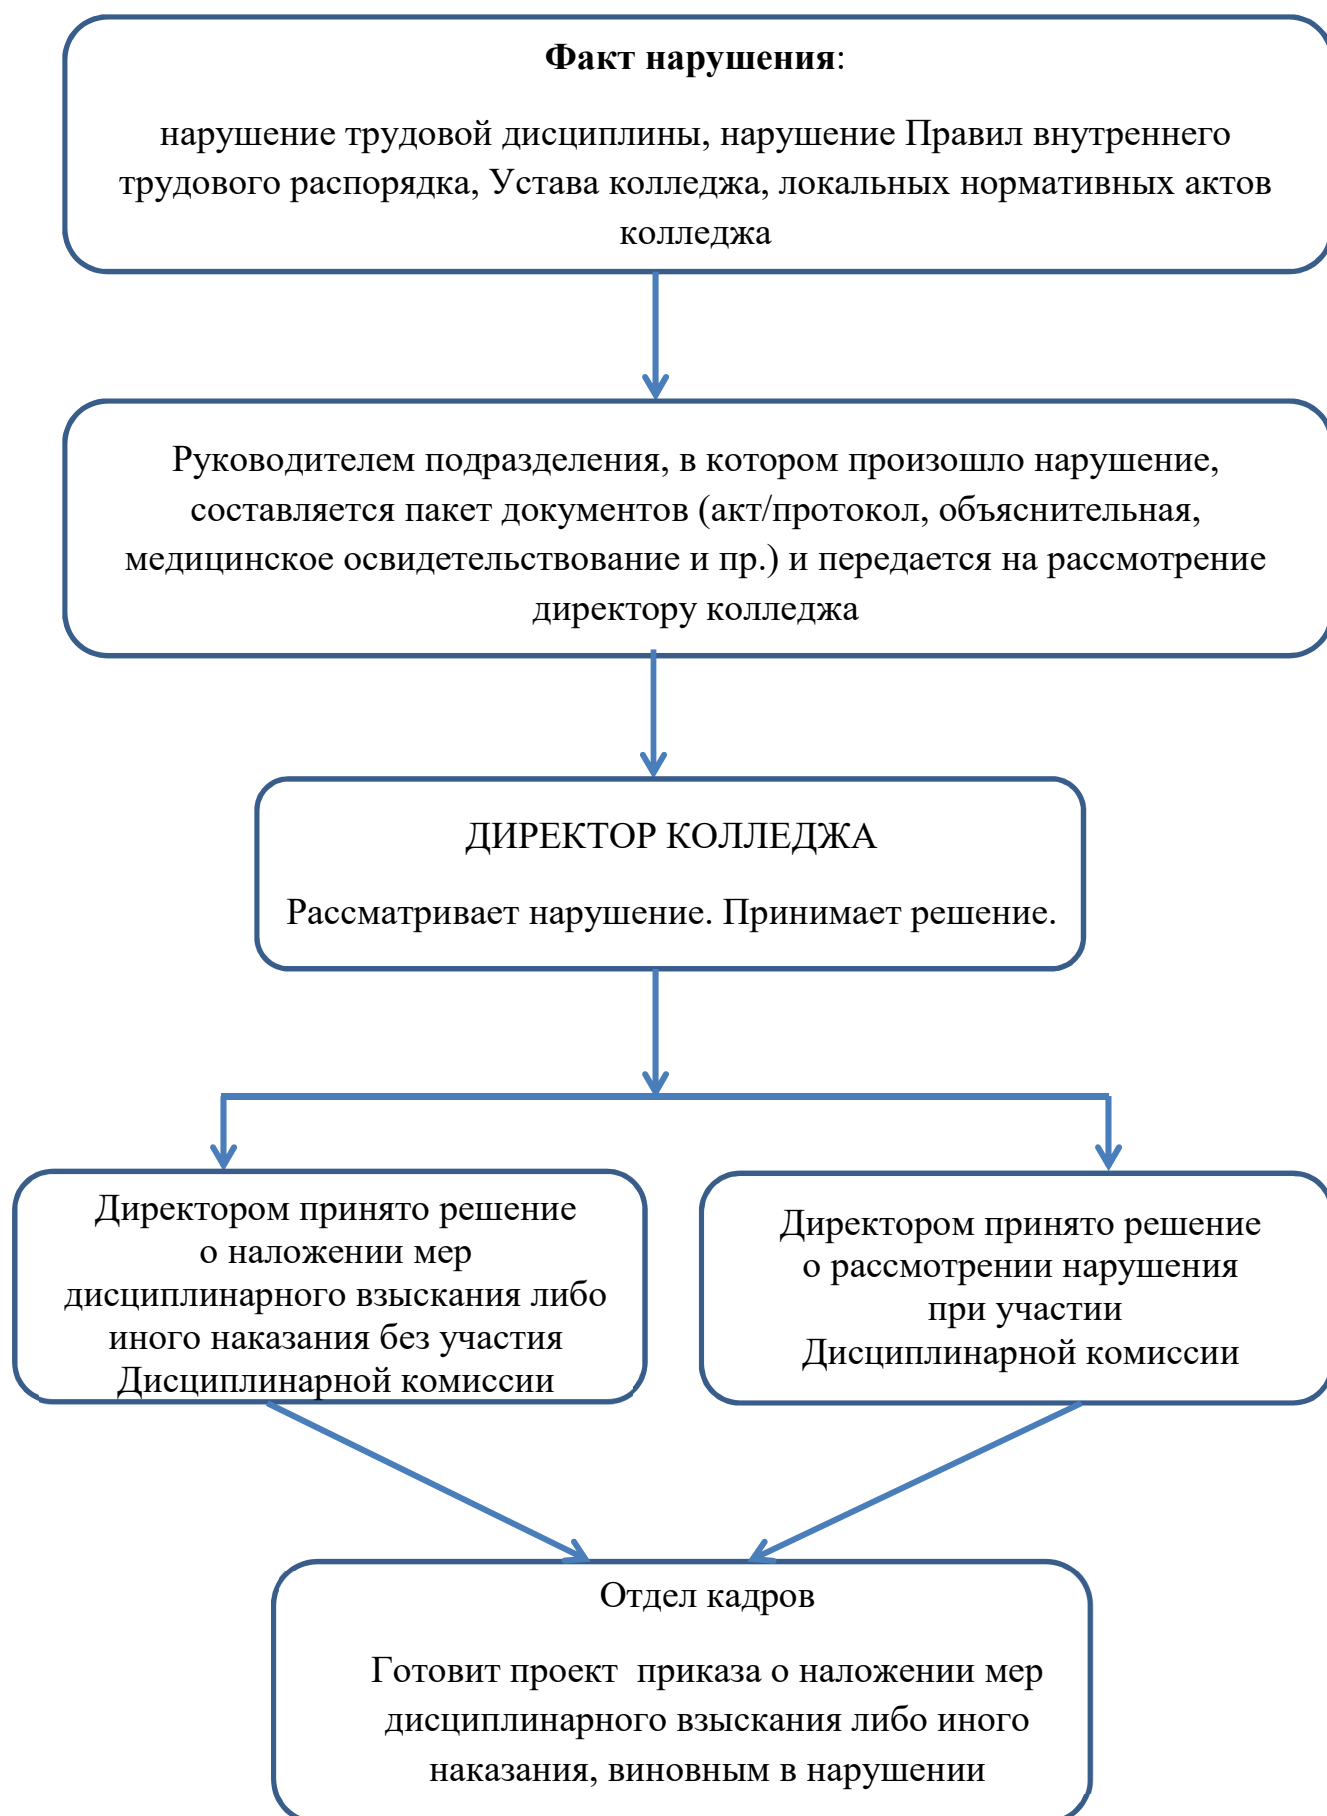 Факт нарушения:
нарушение трудовой дисциплины, нарушение Правил внутреннего
трудового распорядка, Устава колледжа, локальных нормативных актов
колледжа
Руководителем подразделения, в котором произошло нарушение,
составляется пакет документов (акт/протокол, объяснительная,
медицинское освидетельствование и пр.) и передается на рассмотрение
директору колледжа
ДИРЕКТОР КОЛЛЕДЖА
Рассматривает нарушение. Принимает решение.
Директором принято решение
о наложении мер
дисциплинарного взыскания либо
иного наказания без участия
Дисциплинарной комиссии
Директором принято решение
о рассмотрении нарушения
при участии
Дисциплинарной комиссии
Отдел кадров
Готовит проект  приказа о наложении мер
дисциплинарного взыскания либо иного
наказания, виновным в нарушении